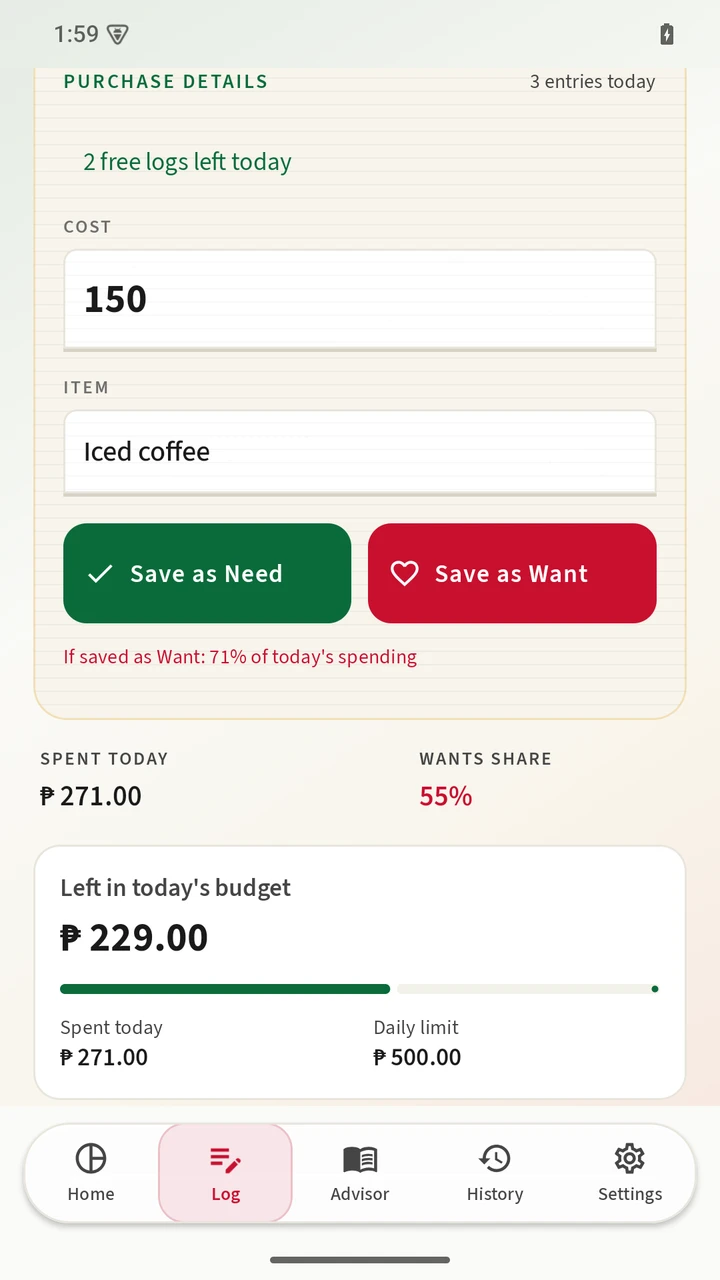 1:59
PURCHASE DETAILS
3 entries today
2 free logs left today
COST
150
ITEM
Iced coffee
Save as Need
Save as Want
If saved as Want: 71% of today's spending
SPENT TODAY
WANTS SHARE
₱ 271.00
55%
Left in today's budget
₱ 229.00
Spent today
Daily limit
₱ 271.00
₱ 500.00
Home
Log
Advisor
History
Settings